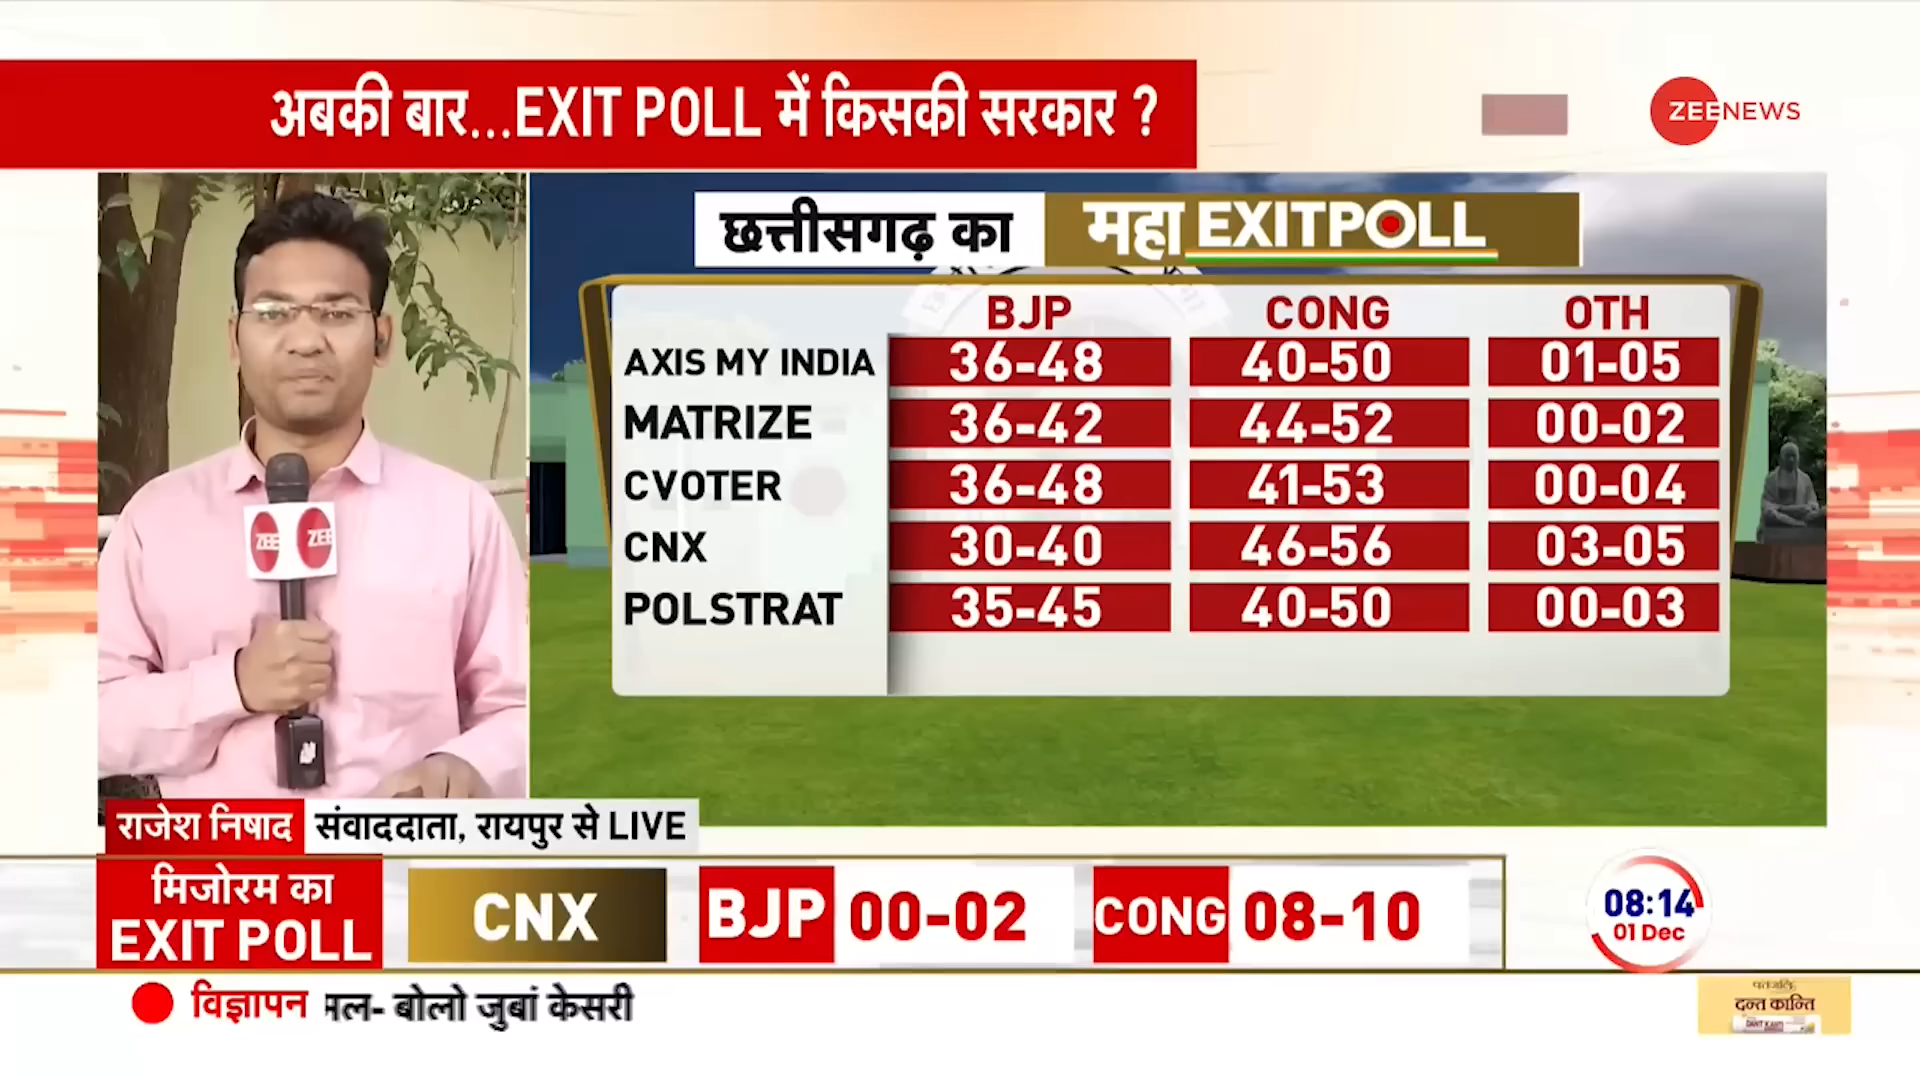 अबकी बार...EXIT POLL में किसकी सरकार ?
ZEENEWS
छत्तीसगढ़ का महा EXITPOLL
BJP CONG OTH
AXIS MY INDIA 36-48 40-50 01-05
MATRIZE 36-42 44-52 00-02
CVOTER 36-48 41-53 00-04
CNX 30-40 46-56 03-05
POLSTRAT 35-45 40-50 00-03
ZEE ZEE
राजेश निषाद संवाददाता, रायपुर से LIVE
मिजोरम का
EXIT POLL
CNX BJP 00-02 CONG 08-10
08:14
01 Dec
विज्ञापन
बोलो जुबां केसरी
पतंजलि
दन्त कान्ति